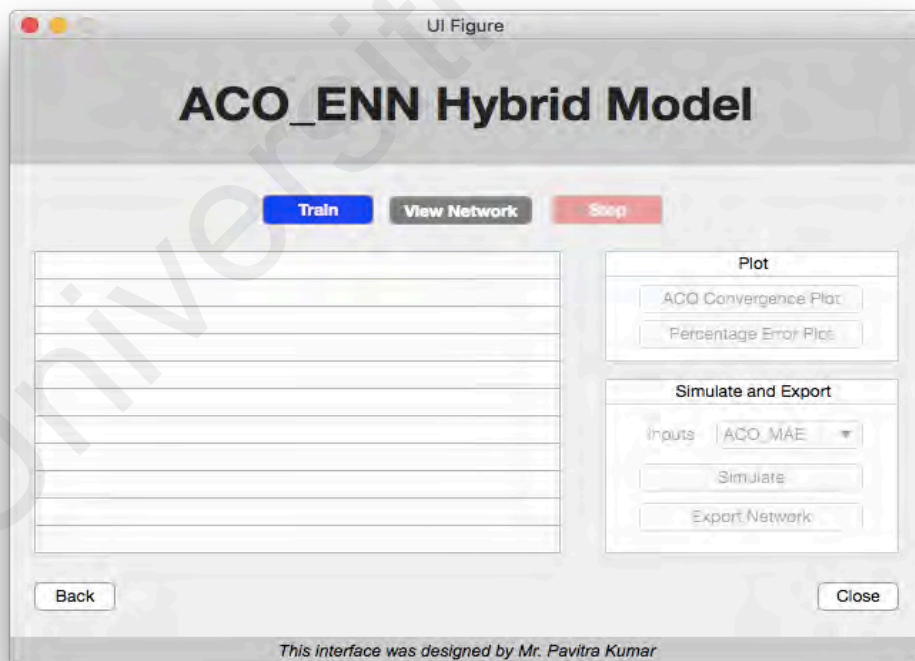 UI Figure
ACO_ENN Hybrid Model
Train View Network Stop
Plot
ACO Convergence Plot
Percentage Error Plot
Simulate and Export
Inputs ACO_MAE
Simulate
Export Network
Back Close
This interface was designed by Mr. Pavitra Kumar
Universiti